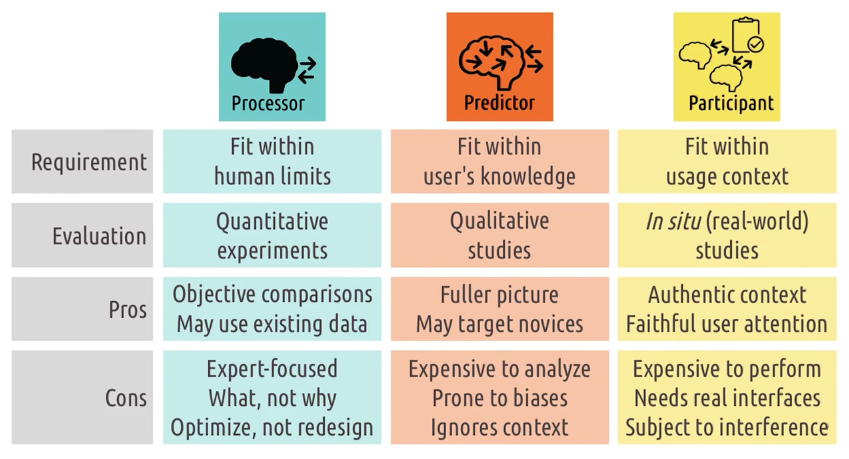 Processor
Predictor
Participant
Requirement
Fit within
human limits
Fit within
user's knowledge
Fit within
usage context
Evaluation
Quantitative
experiments
Qualitative
studies
In situ (real-world)
studies
Pros
Objective comparisons
May use existing data
Fuller picture
May target novices
Authentic context
Faithful user attention
Cons
Expert-focused
What, not why
Optimize, not redesign
Expensive to analyze
Prone to biases
Ignores context
Expensive to perform
Needs real interfaces
Subject to interference